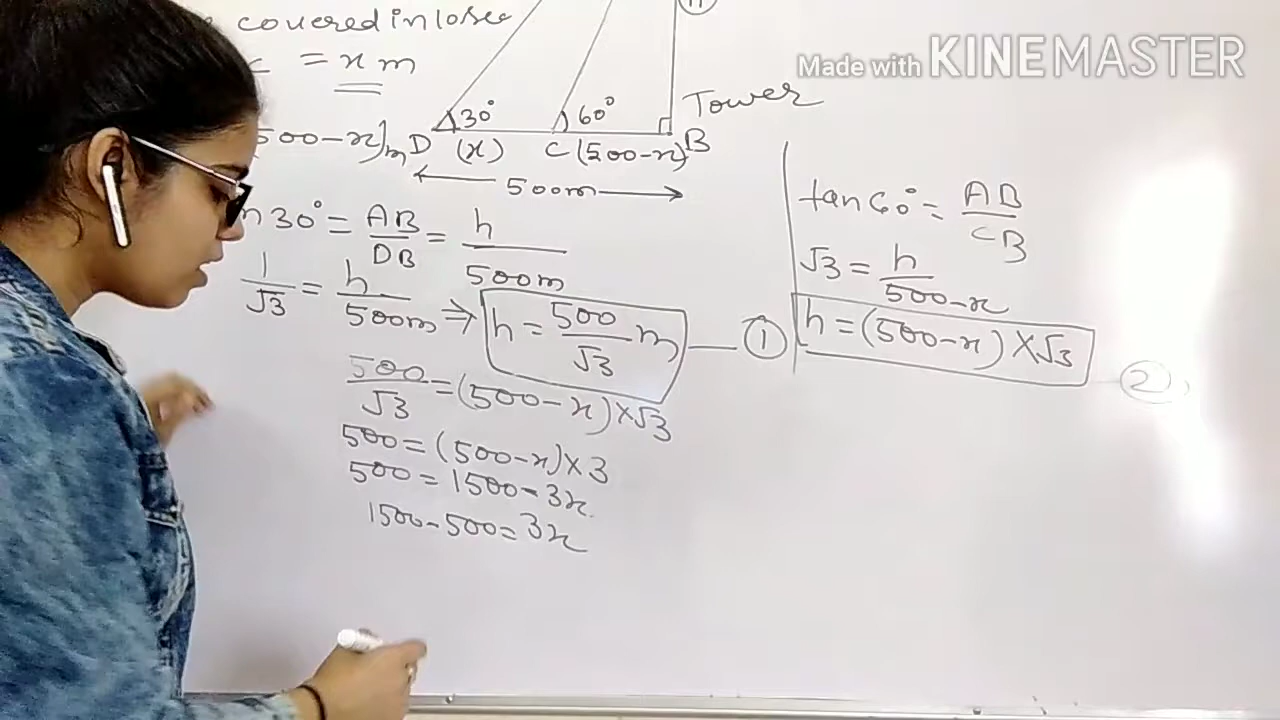 covered in 10 sec
= x m
Made with KINEMASTER
30° 60° Tower
500-x)m D (x) C (500-x) B
500m
n 30° = AB/DB = h/500m
1/√3 = h/500m ⇒ h = 500/√3 m — ①
500/√3 = (500-x)×√3
500 = (500-x)×3
500 = 1500-3x
1500-500 = 3x
tan 60° = AB/CB
√3 = h/500-x
h = (500-x)×√3 — ②